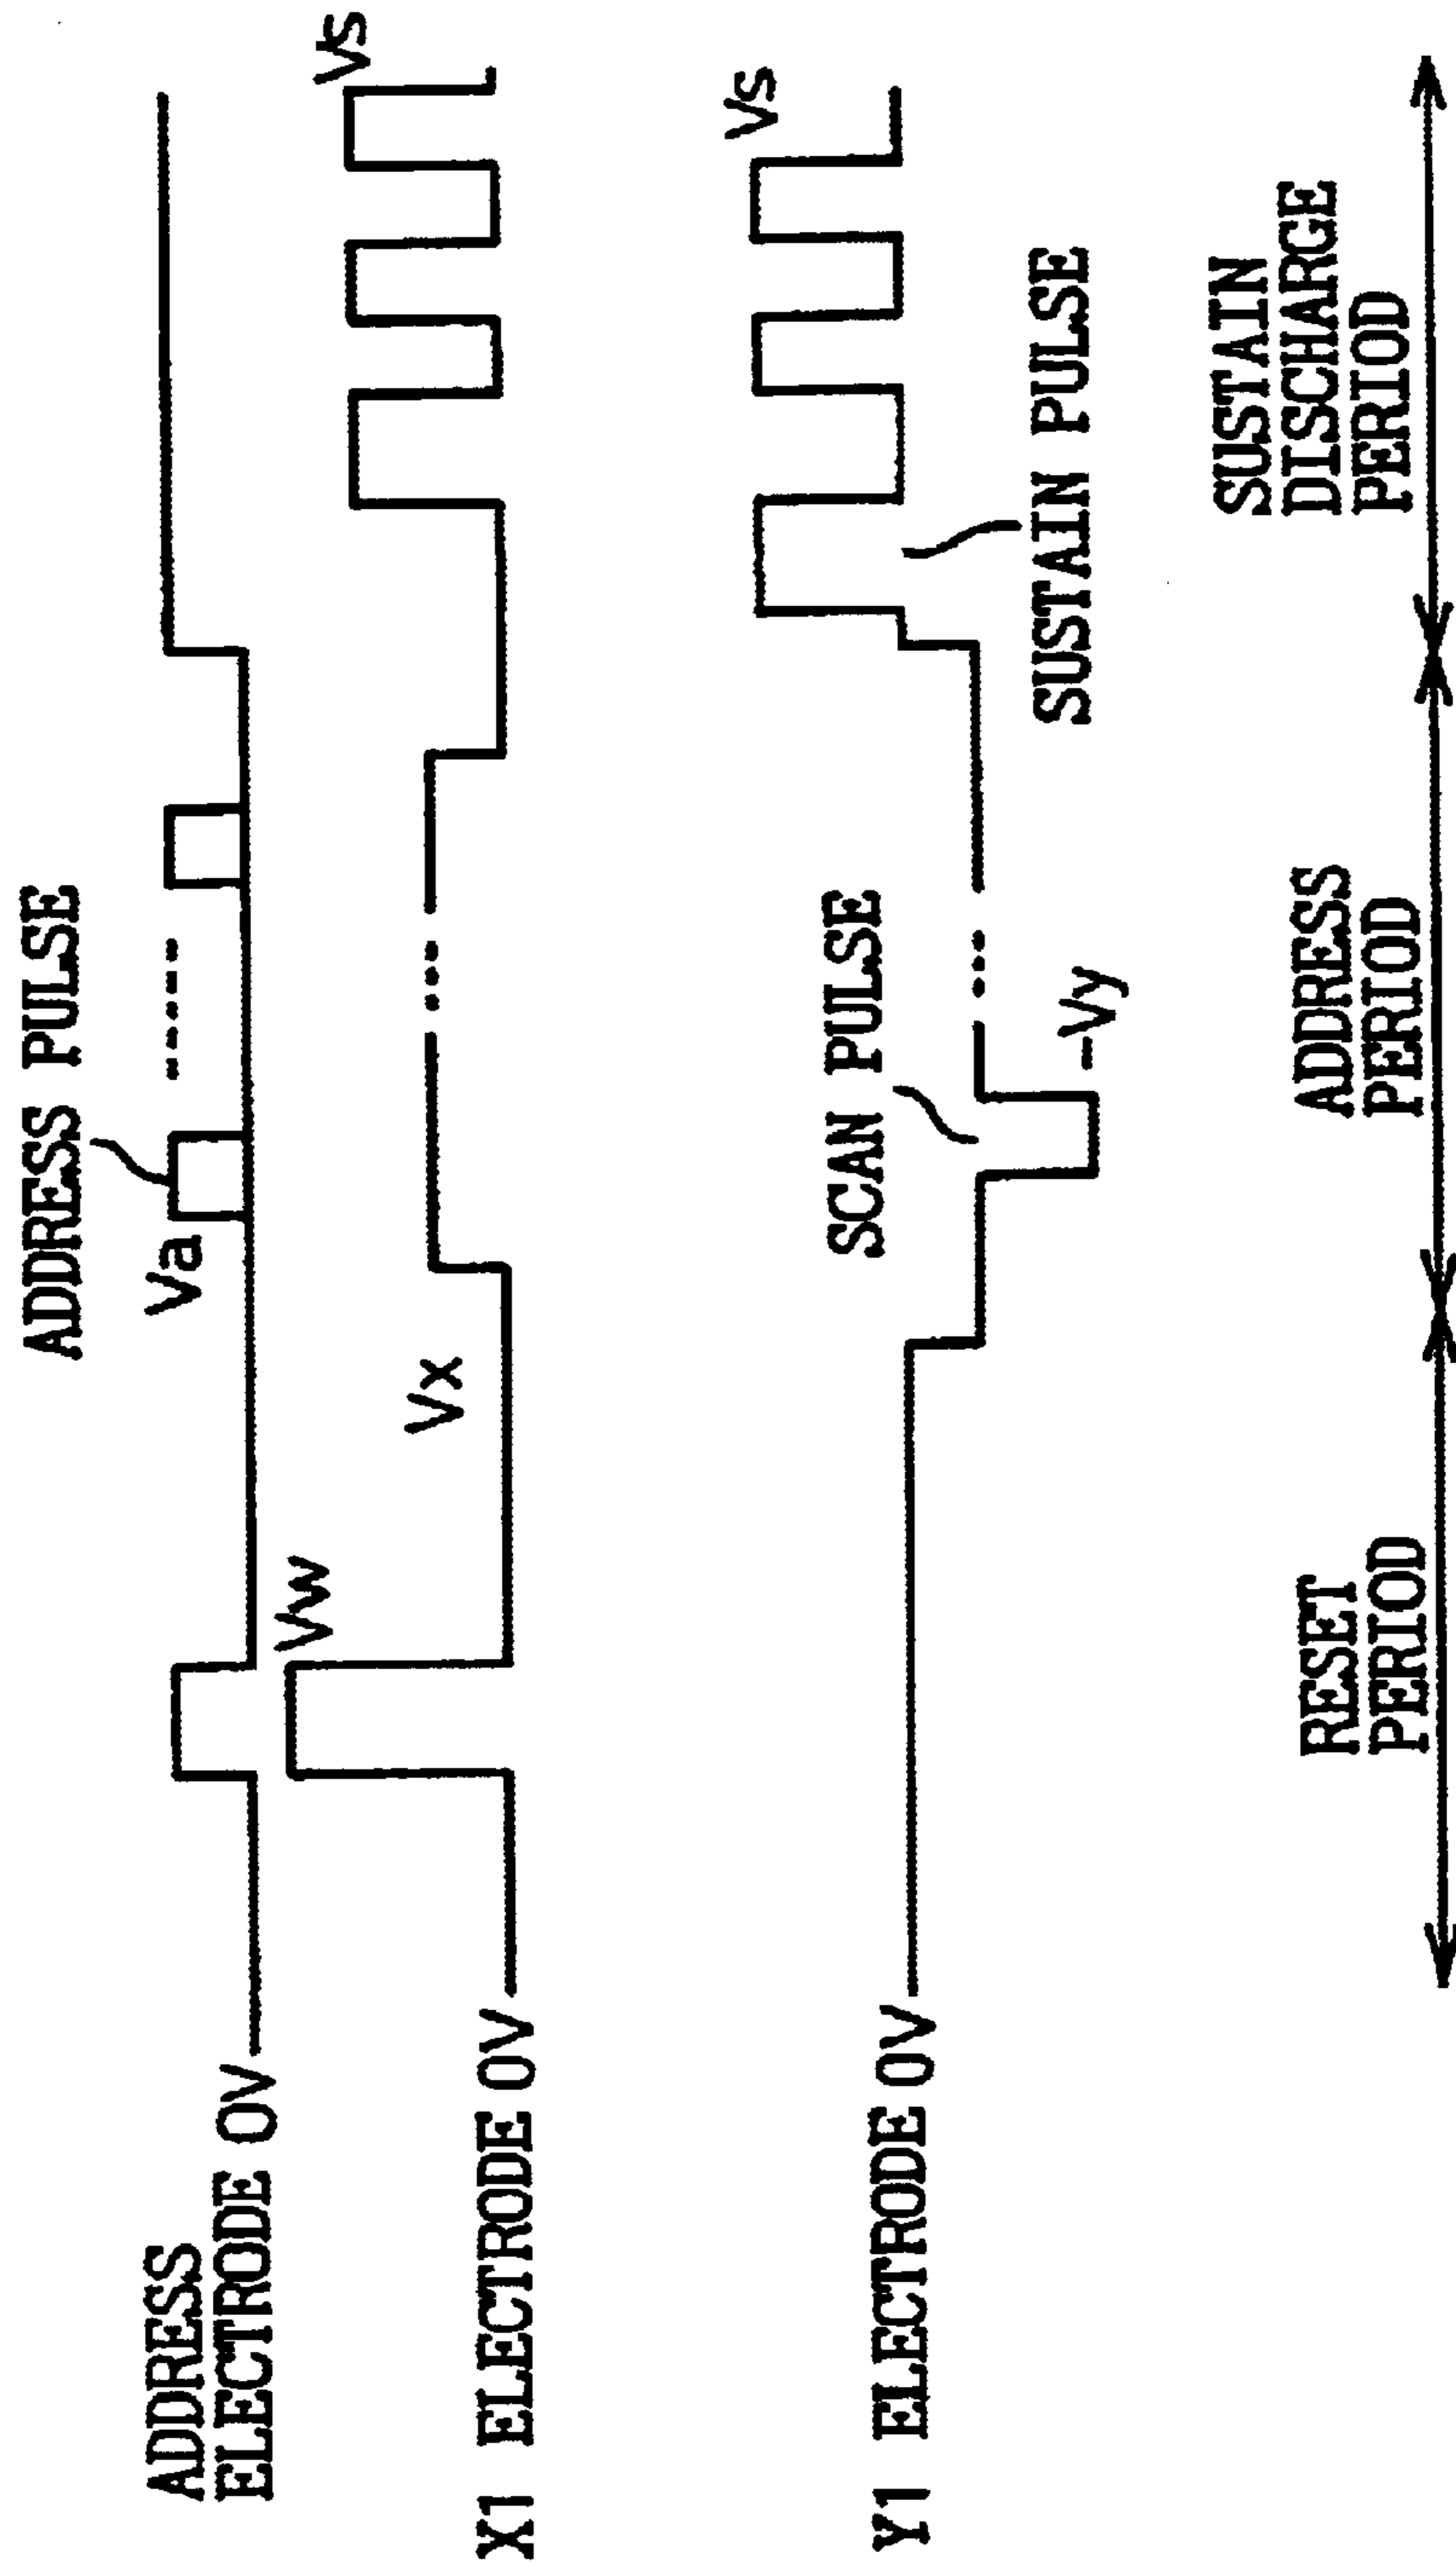 ADDRESS PULSE
ADDRESS
ELECTRODE 0V
Va
Vw
Vs
X1 ELECTRODE 0V
Vx
Vs
Y1 ELECTRODE 0V
SCAN PULSE
-Vy
SUSTAIN PULSE
RESET
PERIOD
ADDRESS
PERIOD
SUSTAIN
DISCHARGE
PERIOD